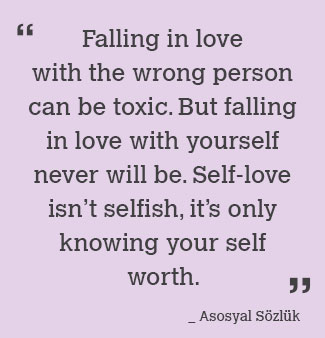 “ Falling in love
with the wrong person
can be toxic. But falling
in love with yourself
never will be. Self-love
isn’t selfish, it’s only
knowing your self
worth. ”
_ Asosyal Sözlük